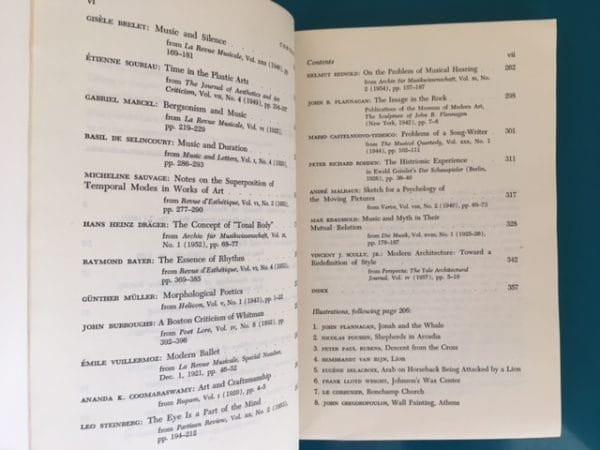 vi
GISÈLE BRELET: Music and Silence
from La Revue Musicale, Vol. xxii
169-181
ÉTIENNE SOURIAU: Time in the Plastic Arts
from The Journal of Aesthetics and Art
Criticism, Vol. vii, No. 4 (1949), pp. 294-307
GABRIEL MARCEL: Bergsonism and Music
from La Revue Musicale, Vol.
pp. 219-229
BASIL DE SELINCOURT: Music and Duration
from Music and Letters, Vol. 1, No. 4 (1920),
pp. 286-293
MICHELINE SAUVAGE: Notes on the Superposition of
Temporal Modes in Works of Art
from Revue d'Esthétique, Vol. vi, No. 2 (1953),
pp. 277-290
HANS HEINZ DRÄGER: The Concept of "Tonal Body"
from Archiv für Musikwissenschaft, Vol. ix,
No. 1 (1952), pp. 68-77
RAYMOND BAYER: The Essence of Rhythm
from Revue d'Esthétique, Vol. vi, No. 4
pp. 369-385
GÜNTHER MÜLLER: Morphological Poetics
from Helicon, Vol. v, No. 1 (1943), pp. 1-22
JOHN BURROUGHS: A Boston Criticism of Whitman
from Poet Lore, Vol. iv, No. 8 (1892), pp.
392-396
ÉMILE VUILLERMOZ: Modern Ballet
from La Revue Musicale, Special Number,
Dec. 1, 1921, pp. 46-52
ANANDA K. COOMARASWAMY: Art and Craftsmanship
from Rupam, Vol. 1 (1920), pp. 4-5
LEO STEINBERG: The Eye Is a Part of the Mind
from Partisan Review, Vol. xx, No. 2 (1953),
pp. 194-212
Contents vii
HELMUT REINOLD: On the Problem of Musical Hearing 262
from Archiv für Musikwissenschaft, Vol. xi, No.
2 (1954), pp. 157-187
JOHN B. FLANNAGAN: The Image in the Rock 298
Publications of the Museum of Modern Art,
The Sculpture of John B. Flannagan
(New York, 1942), pp. 7-8
MARIO CASTELNUOVO-TEDESCO: Problems of a Song-Writer 301
from The Musical Quarterly, Vol. xxx, No. 1
(1944), pp. 102-111
PETER RICHARD ROHDEN: The Histrionic Experience 311
in Ewald Geissler's Der Schauspieler (Berlin,
1926), pp. 36-40
ANDRÉ MALRAUX: Sketch for a Psychology of
the Moving Pictures 317
from Verve, Vol. viii, No. 2 (1940), pp. 69-73
MAX KRAUSSOLD: Music and Myth in Their
Mutual Relation 328
from Die Musik, Vol. xviii, No. 1 (1925-26),
pp. 176-187
VINCENT J. SCULLY, JR.: Modern Architecture: Toward a
Redefinition of Style 342
from Perspecta: The Yale Architectural
Journal, Vol. iv (1957), pp. 5-10
INDEX 357
Illustrations, following page 206:
1. JOHN FLANNAGAN, Jonah and the Whale
2. NICOLAS POUSSIN, Shepherds in Arcadia
3. PETER PAUL RUBENS, Descent from the Cross
4. REMBRANDT VAN RIJN, Lion
5. EUGÈNE DELACROIX, Arab on Horseback Being Attacked by a Lion
6. FRANK LLOYD WRIGHT, Johnson's Wax Center
7. LE CORBUSIER, Ronchamp Church
8. JOHN GREGOROPOULOS, Wall Painting, Athens